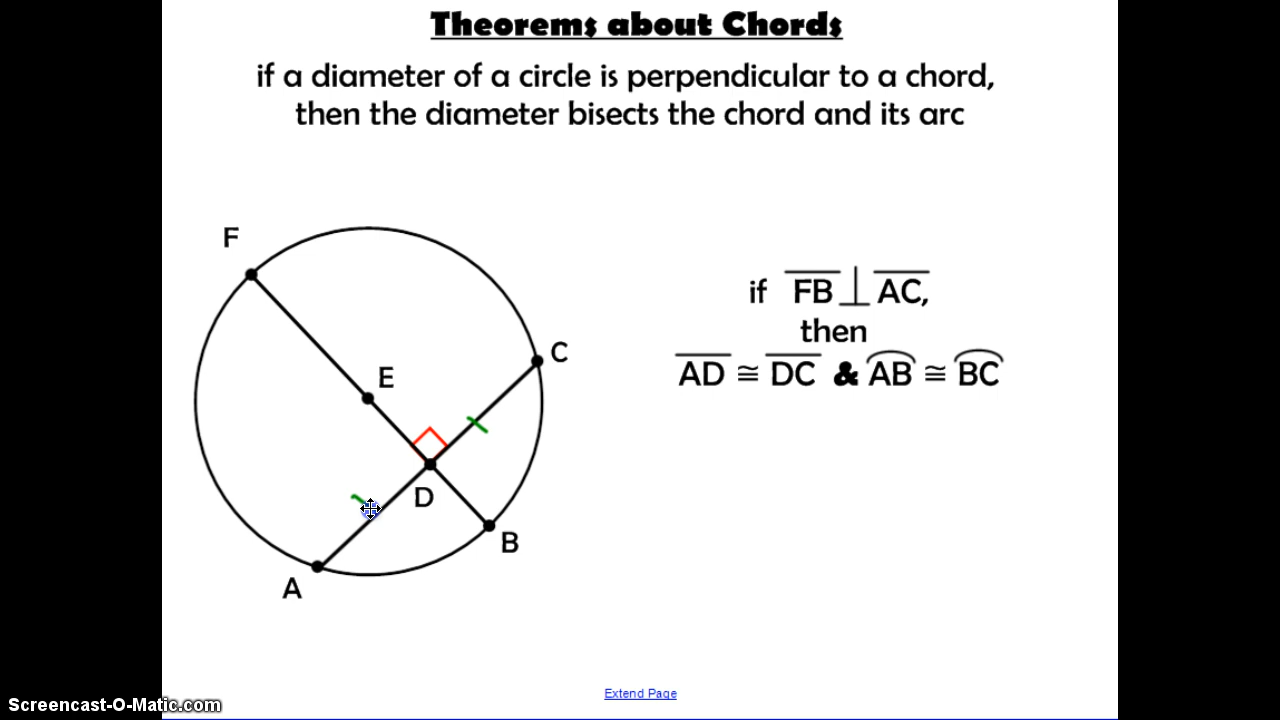 Theorems about Chords
if a diameter of a circle is perpendicular to a chord,
then the diameter bisects the chord and its arc
F
E
C
D
B
A
if FB ⊥ AC,
then
AD ≅ DC & AB ≅ BC
Extend Page
Screencast-O-Matic.com